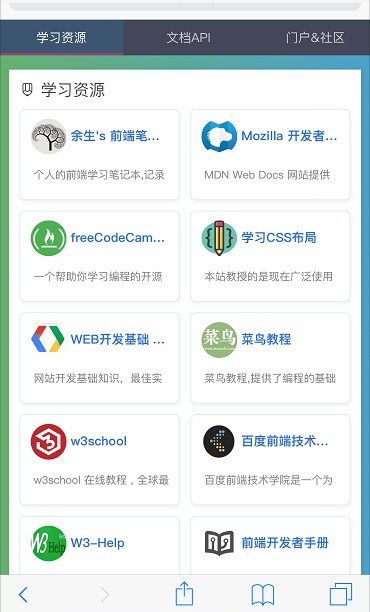 学习资源 文档API 门户&社区
学习资源
余生's 前端笔... Mozilla 开发者...
个人的前端学习笔记本,记录 MDN Web Docs 网站提供
freeCodeCam... 学习CSS布局
一个帮助你学习编程的开源 本站教授的是现在广泛使用
WEB开发基础 ... 菜鸟教程
网站开发基础知识，最佳实 菜鸟教程,提供了编程的基础
w3school 百度前端技术...
w3school 在线教程，全球最 百度前端技术学院是一个为
W3-Help 前端开发者手册